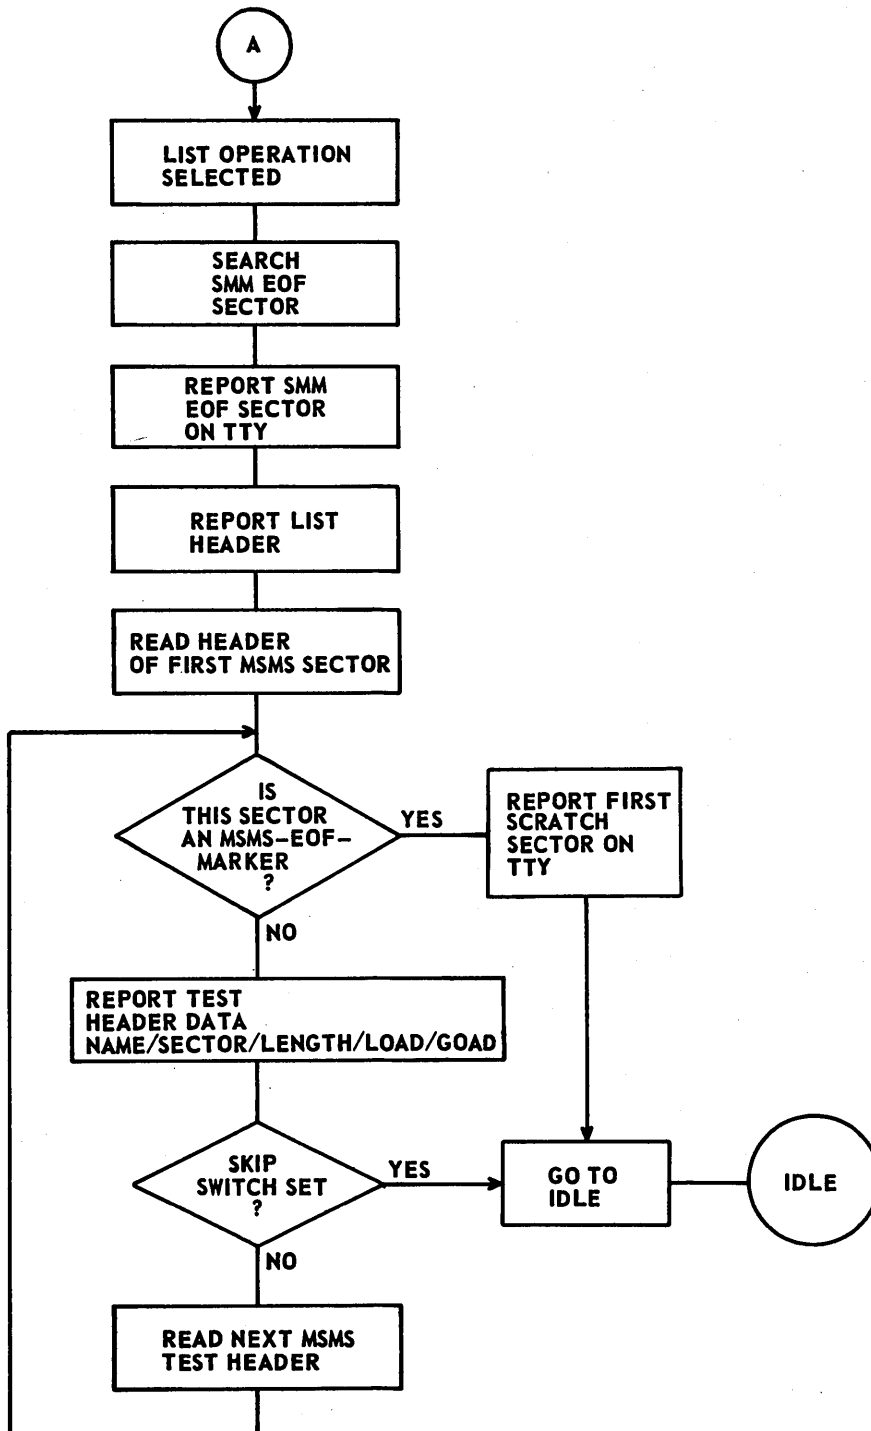 A
LIST OPERATION
SELECTED
SEARCH
SMM EOF
SECTOR
REPORT SMM
EOF SECTOR
ON TTY
REPORT LIST
HEADER
READ HEADER
OF FIRST MSMS SECTOR
IS
THIS SECTOR
AN MSMS-EOF-
MARKER
?
YES
REPORT FIRST
SCRATCH
SECTOR ON
TTY
NO
REPORT TEST
HEADER DATA
NAME/SECTOR/LENGTH/LOAD/GOAD
SKIP
SWITCH SET
?
YES
GO TO
IDLE
IDLE
NO
READ NEXT MSMS
TEST HEADER